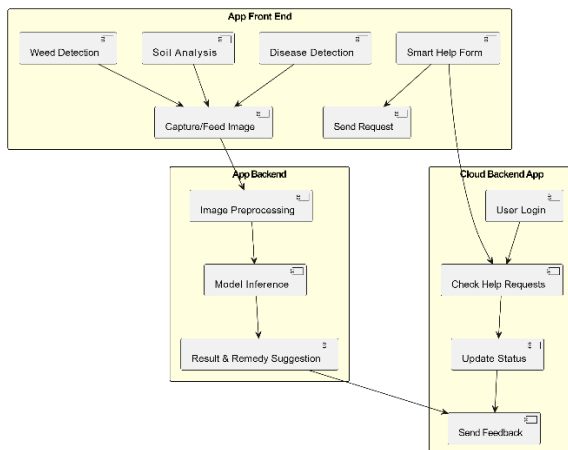 App Front End
Weed Detection
Soil Analysis
Disease Detection
Smart Help Form
Capture/Feed Image
Send Request
App Backend
Cloud Backend App
Image Preprocessing
User Login
Model Inference
Check Help Requests
Result & Remedy Suggestion
Update Status
Send Feedback